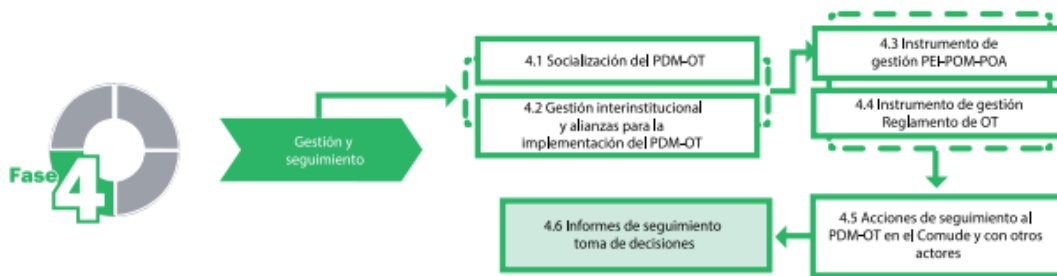 Fase 4
Gestión y
seguimiento
4.1 Socialización del PDM-OT
4.2 Gestión interinstitucional
y alianzas para la
implementación del PDM-OT
4.3 Instrumento de
gestión PEI-POM-POA
4.4 Instrumento de gestión
Reglamento de OT
4.5 Acciones de seguimiento al
PDM-OT en el Comude y con otros
actores
4.6 Informes de seguimiento
toma de decisiones